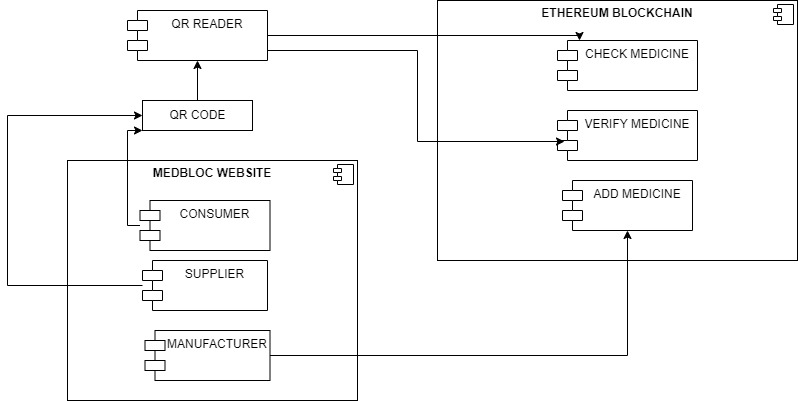 QR READER
ETHEREUM BLOCKCHAIN
CHECK MEDICINE
QR CODE
VERIFY MEDICINE
MEDBLOC WEBSITE
ADD MEDICINE
CONSUMER
SUPPLIER
MANUFACTURER